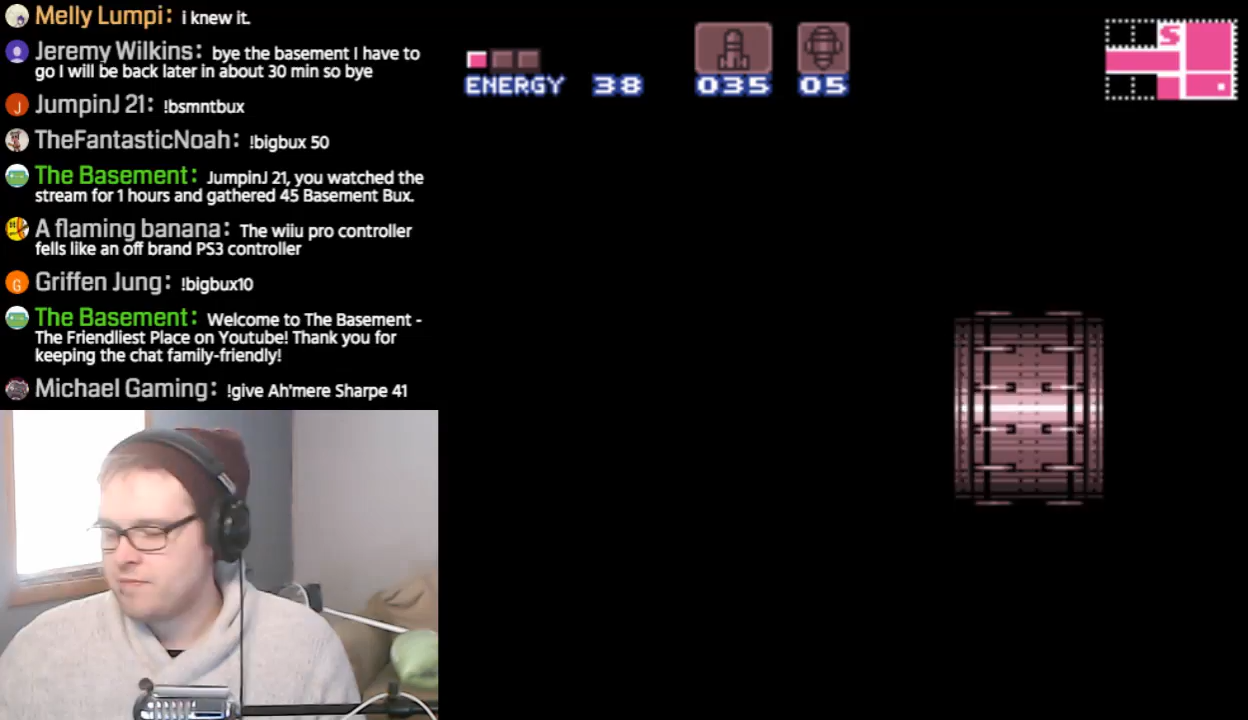 Melly Lumpi: i knew it.
Jeremy Wilkins: bye the basement I have to
go I will be back later in about 30 min so bye
JumpinJ 21: !bsmntbux
TheFantasticNoah: !bigbux 50
The Basement: JumpinJ 21, you watched the
stream for 1 hours and gathered 45 Basement Bux.
A flaming banana: The wiiu pro controller
fells like an off brand PS3 controller
Griffen Jung: !bigbux10
The Basement: Welcome to The Basement -
The Friendliest Place on Youtube! Thank you for
keeping the chat family-friendly!
Michael Gaming: !give Ah'mere Sharpe 41
ENERGY 38 035 05
S